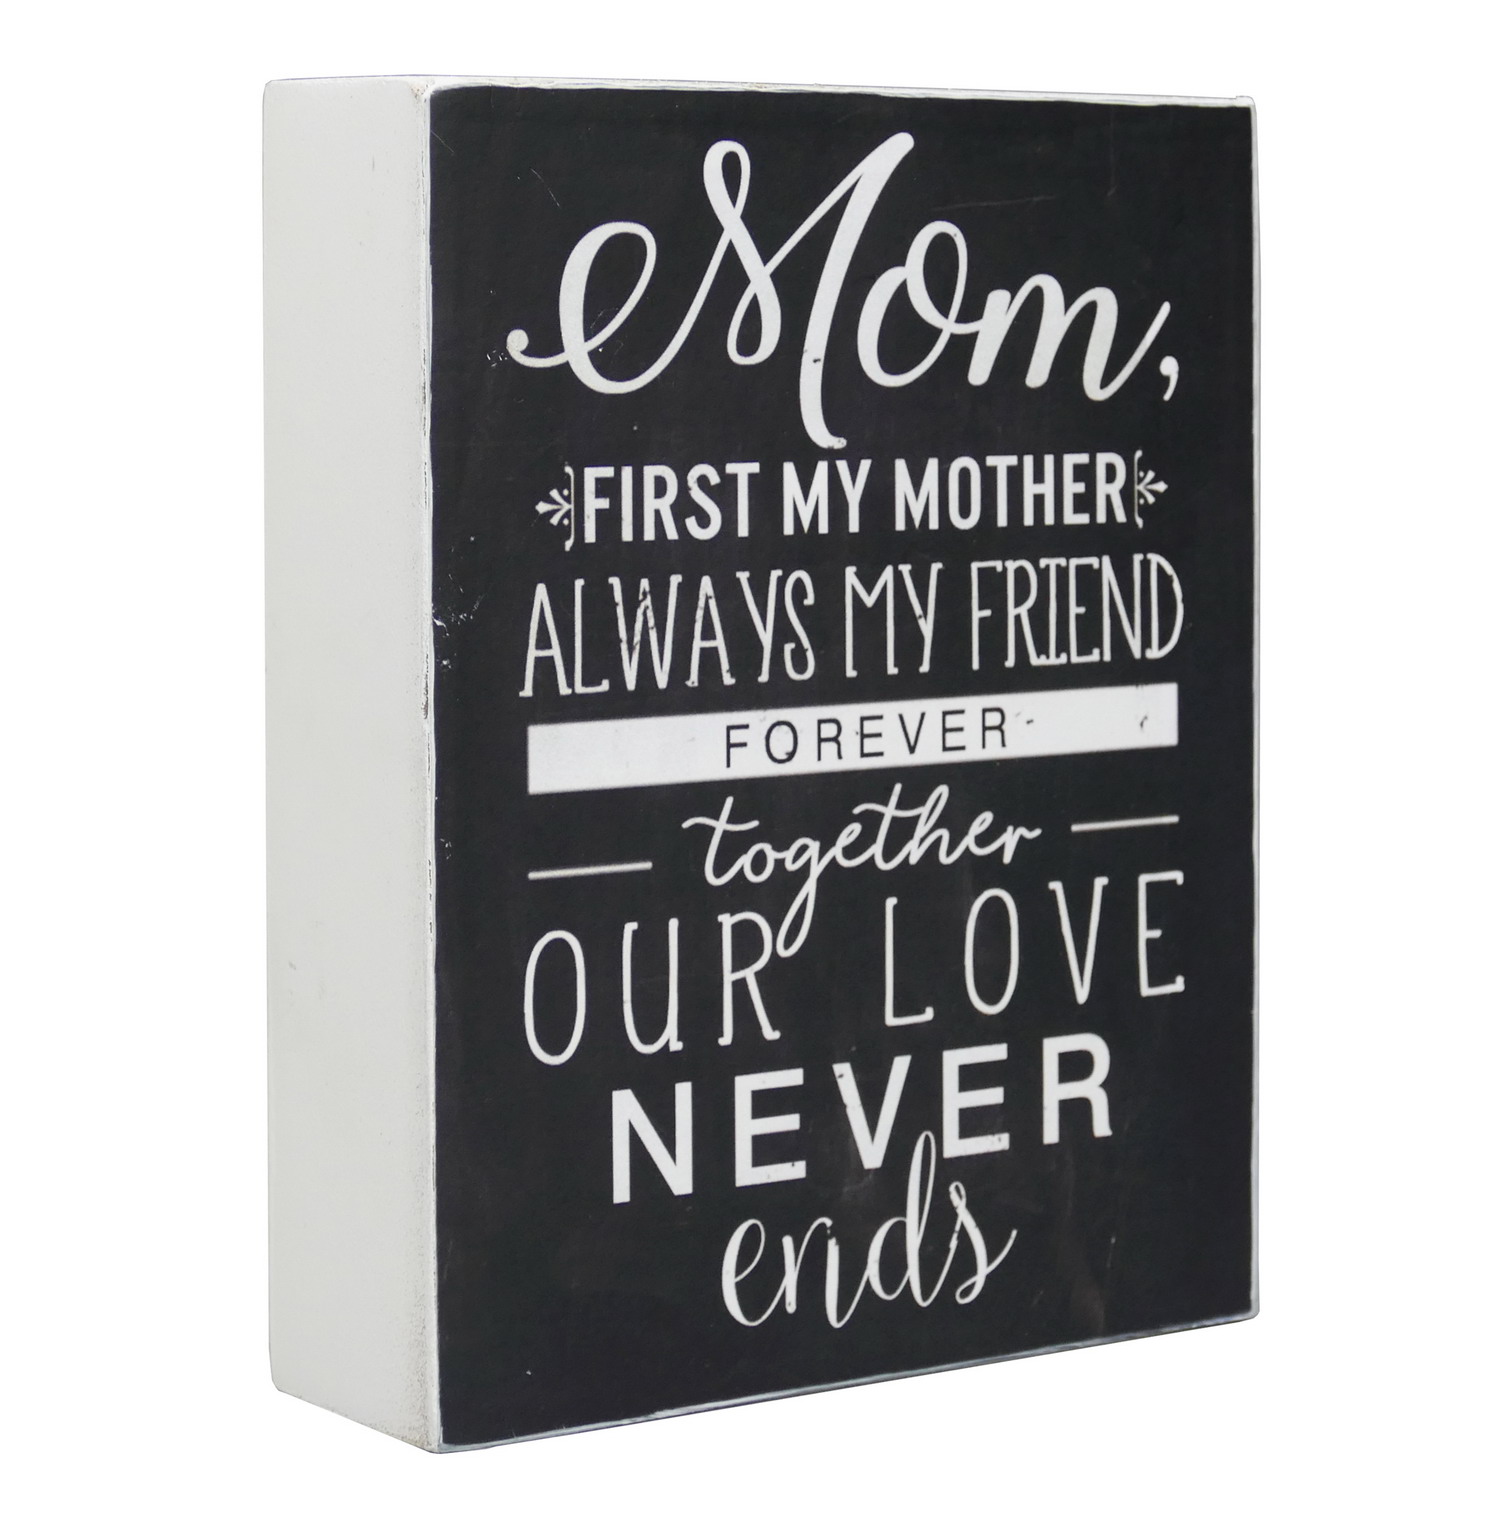 Mom,
FIRST MY MOTHER
ALWAYS MY FRIEND
FOREVER
together
OUR LOVE
NEVER
ends